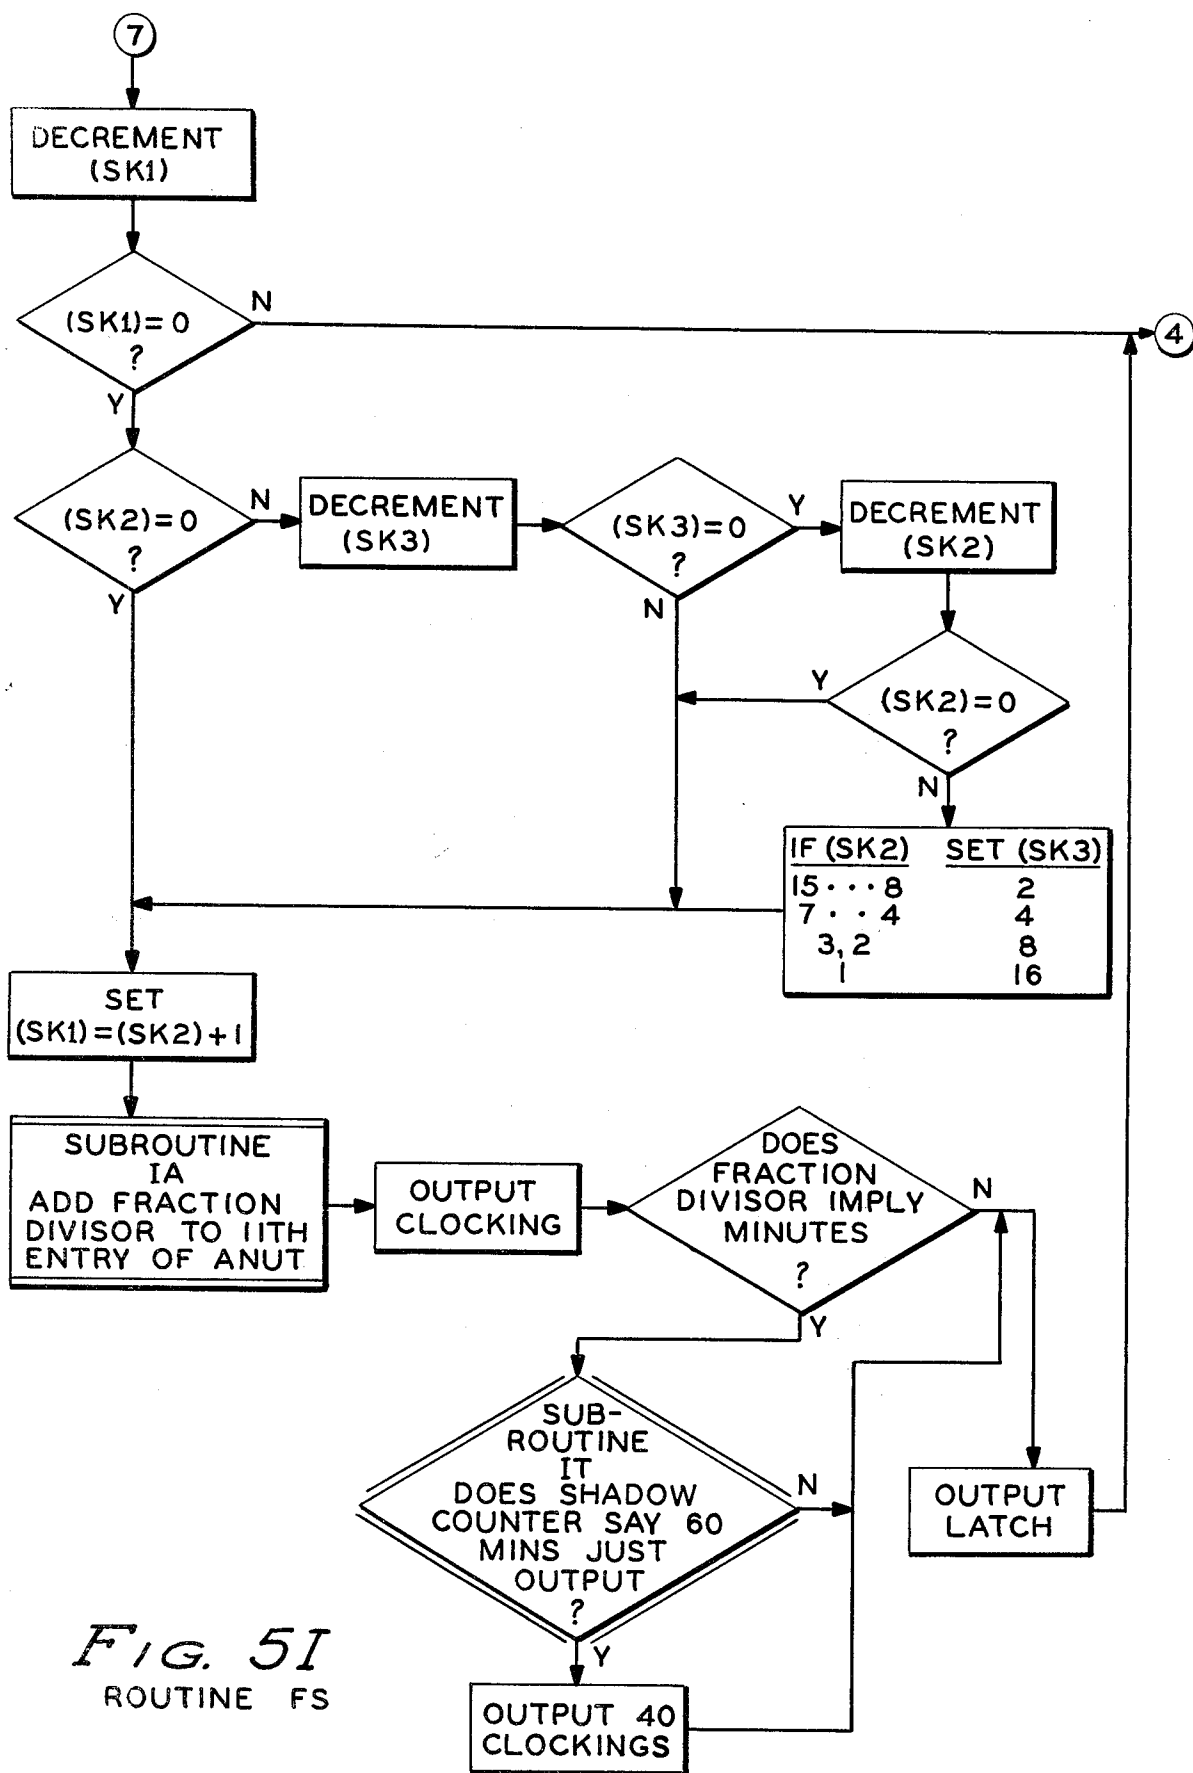 7
DECREMENT
(SK1)
(SK1)=0
?
N
Y
4
(SK2)=0
?
N
Y
DECREMENT
(SK3)
(SK3)=0
?
Y
N
DECREMENT
(SK2)
(SK2)=0
?
Y
N
IF (SK2) SET (SK3)
15···8 2
7··4 4
3,2 8
1 16
SET
(SK1)=(SK2)+1
SUBROUTINE
IA
ADD FRACTION
DIVISOR TO 11TH
ENTRY OF ANUT
OUTPUT
CLOCKING
DOES
FRACTION
DIVISOR IMPLY
MINUTES
?
N
Y
SUB-
ROUTINE
IT
DOES SHADOW
COUNTER SAY 60
MINS JUST
OUTPUT
?
N
Y
OUTPUT
LATCH
OUTPUT 40
CLOCKINGS
FIG. 5I
ROUTINE FS